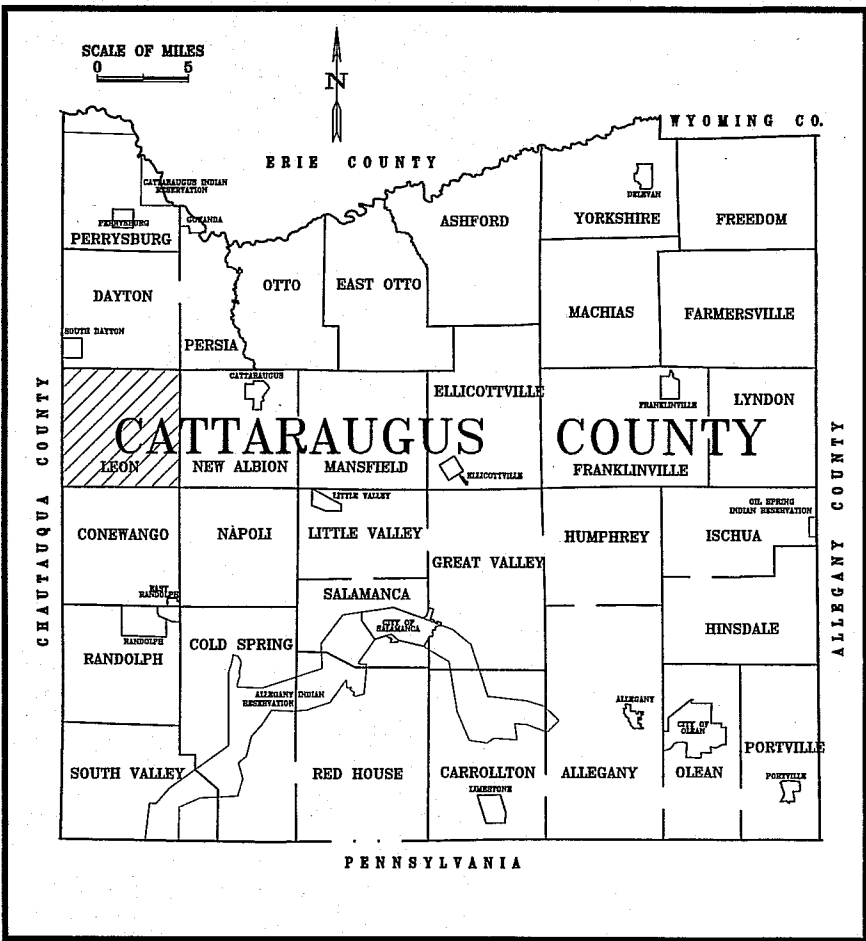 SCALE OF MILES
0 5
N
WYOMING CO.
ERIE COUNTY
CATTARAUGUS INDIAN
RESERVATION
DELEVAN
PERRYSBURG
GOWANDA
ASHFORD
YORKSHIRE
FREEDOM
PERRYSBURG
DAYTON
OTTO
EAST OTTO
MACHIAS
FARMERSVILLE
SOUTH DAYTON
PERSIA
CATTARAUGUS
ELLICOTTVILLE
FRANKLINVILLE
LYNDON
CATTARAUGUS COUNTY
LEON
NEW ALBION
MANSFIELD
ELLICOTTVILLE
FRANKLINVILLE
CHAUTAUQUA COUNTY
ALLEGANY COUNTY
LITTLE VALLEY
OIL SPRING
INDIAN RESERVATION
CONEWANGO
NAPOLI
LITTLE VALLEY
HUMPHREY
ISCHUA
GREAT VALLEY
EAST
RANDOLPH
SALAMANCA
CITY OF
SALAMANCA
HINSDALE
RANDOLPH
COLD SPRING
RANDOLPH
ALLEGANY INDIAN
RESERVATION
ALLEGANY
CITY OF
OLEAN
PORTVILLE
SOUTH VALLEY
RED HOUSE
CARROLLTON
ALLEGANY
OLEAN
PORTVILLE
LIMESTONE
PENNSYLVANIA